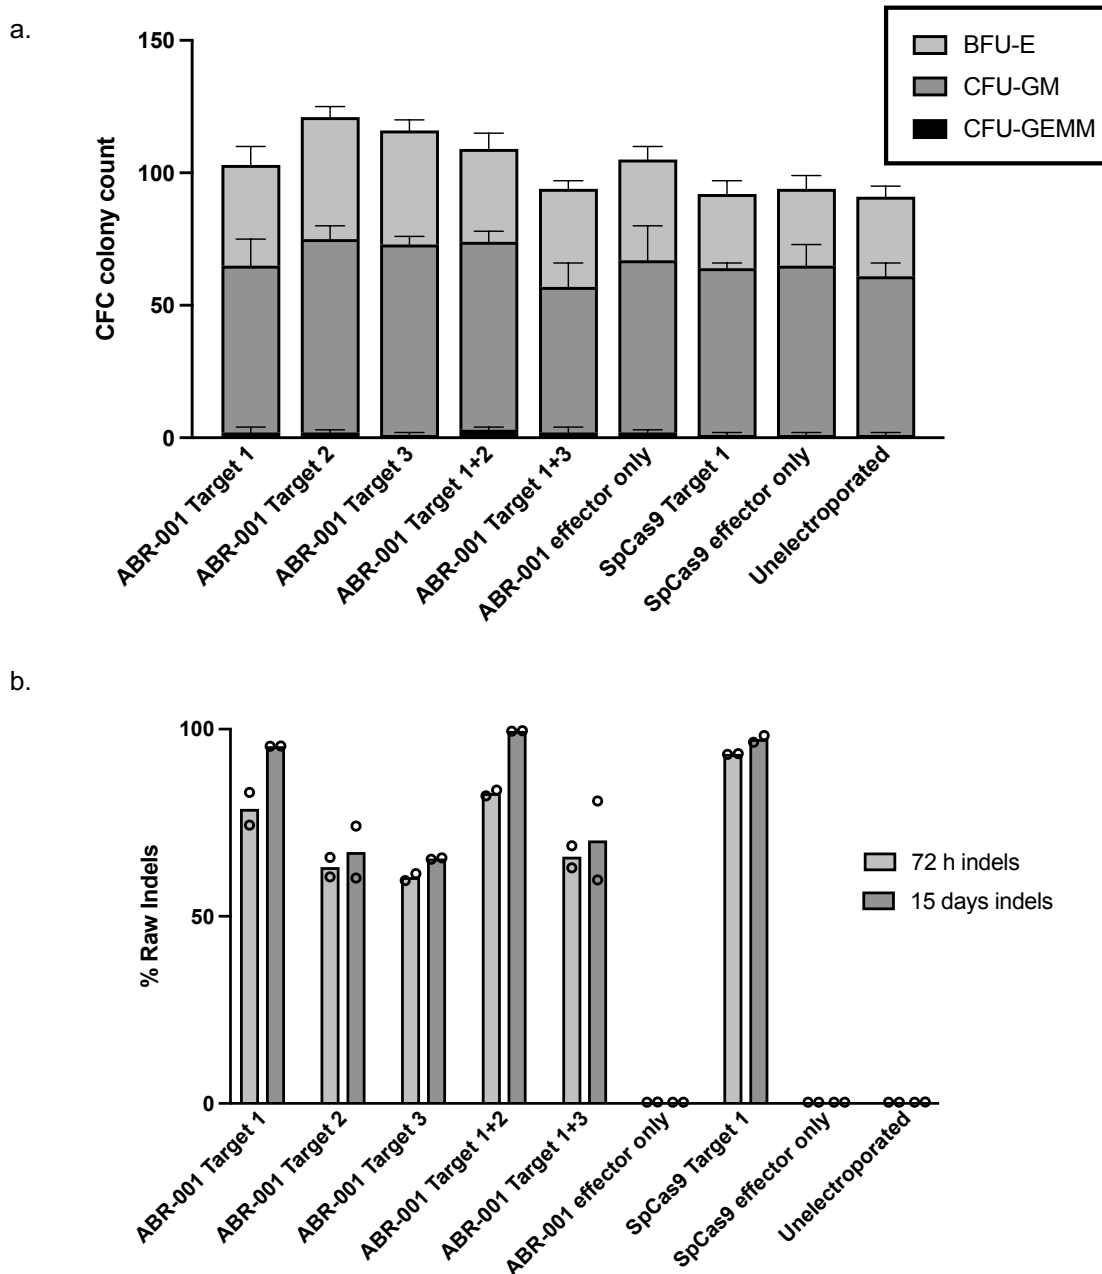 a.
150
100
50
0
CFC colony count
BFU-E
CFU-GM
CFU-GEMM
ABR-001 Target 1
ABR-001 Target 2
ABR-001 Target 3
ABR-001 Target 1+2
ABR-001 Target 1+3
ABR-001 effector only
SpCas9 Target 1
SpCas9 effector only
Unelectroporated
b.
100
50
0
% Raw Indels
72 h indels
15 days indels
ABR-001 Target 1
ABR-001 Target 2
ABR-001 Target 3
ABR-001 Target 1+2
ABR-001 Target 1+3
ABR-001 effector only
SpCas9 Target 1
SpCas9 effector only
Unelectroporated